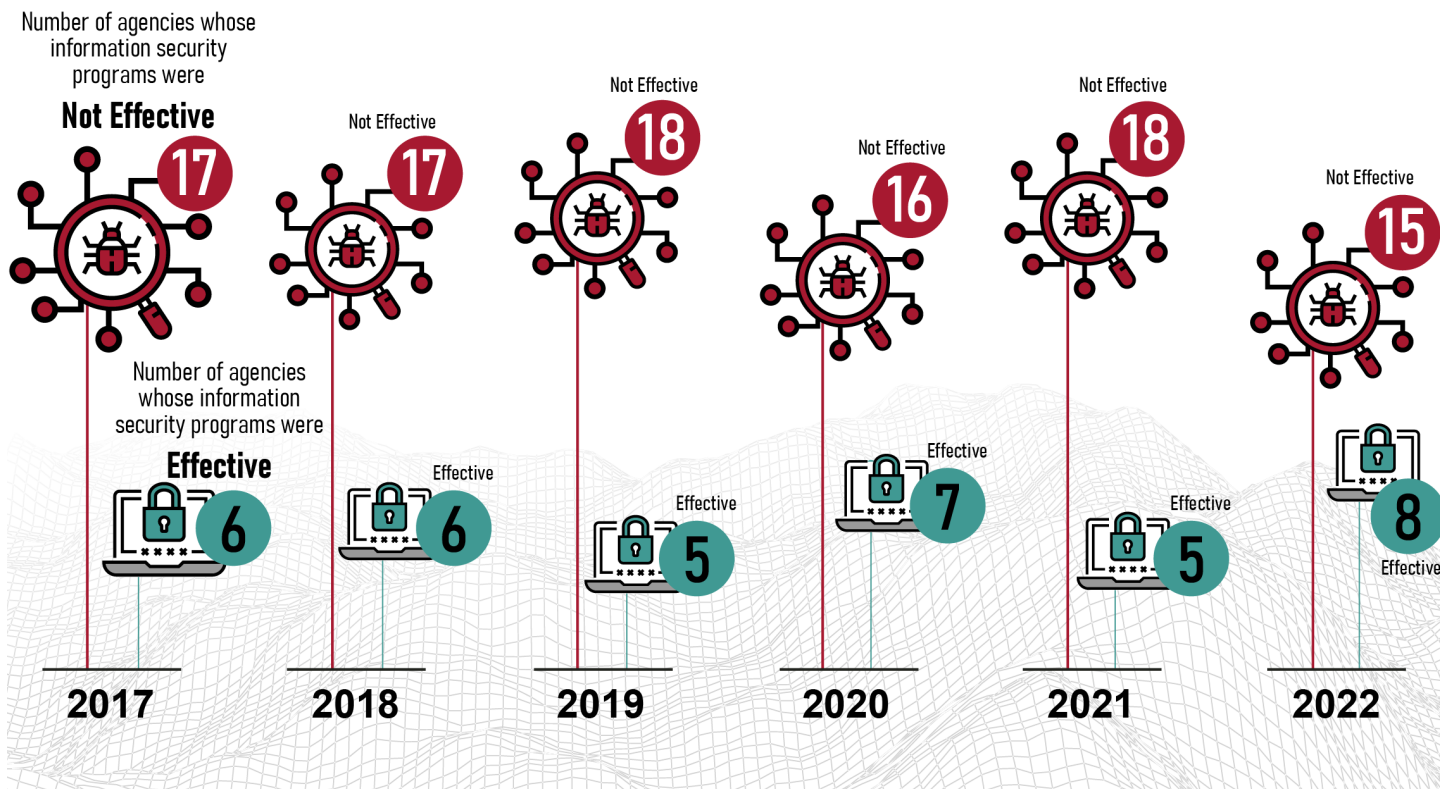 Number of agencies whose
information security
programs were
Not Effective
17
Number of agencies
whose information
security programs were
Effective
6
2017
Not Effective
17
Effective
6
2018
Not Effective
18
Effective
5
2019
Not Effective
16
Effective
7
2020
Not Effective
18
Effective
5
2021
Not Effective
15
8
Effective
2022